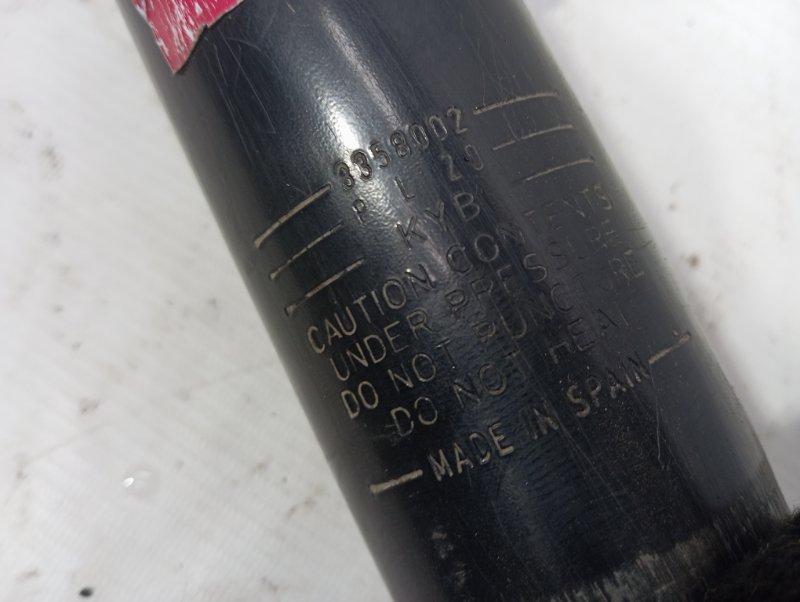 3358002
P L 20
KYB
CAUTION CONTENTS
UNDER PRESSURE
DO NOT PUNCTURE
DO NOT HEAT
MADE IN SPAIN